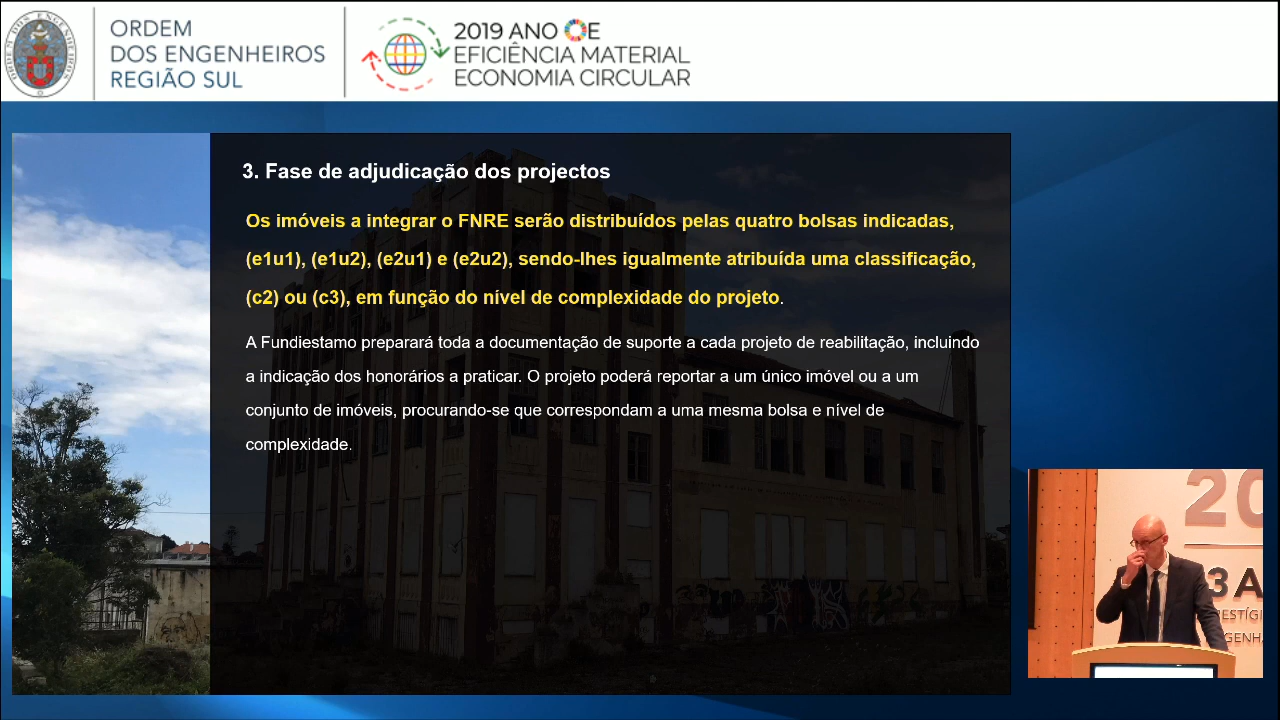 ORDEM
DOS ENGENHEIROS
REGIÃO SUL
2019 ANO OE
EFICIÊNCIA MATERIAL
ECONOMIA CIRCULAR
3. Fase de adjudicação dos projectos
Os imóveis a integrar o FNRE serão distribuídos pelas quatro bolsas indicadas,
(e1u1), (e1u2), (e2u1) e (e2u2), sendo-lhes igualmente atribuída uma classificação,
(c2) ou (c3), em função do nível de complexidade do projeto.
A Fundiestamo preparará toda a documentação de suporte a cada projeto de reabilitação, incluindo
a indicação dos honorários a praticar. O projeto poderá reportar a um único imóvel ou a um
conjunto de imóveis, procurando-se que correspondam a uma mesma bolsa e nível de
complexidade.
20
3 A